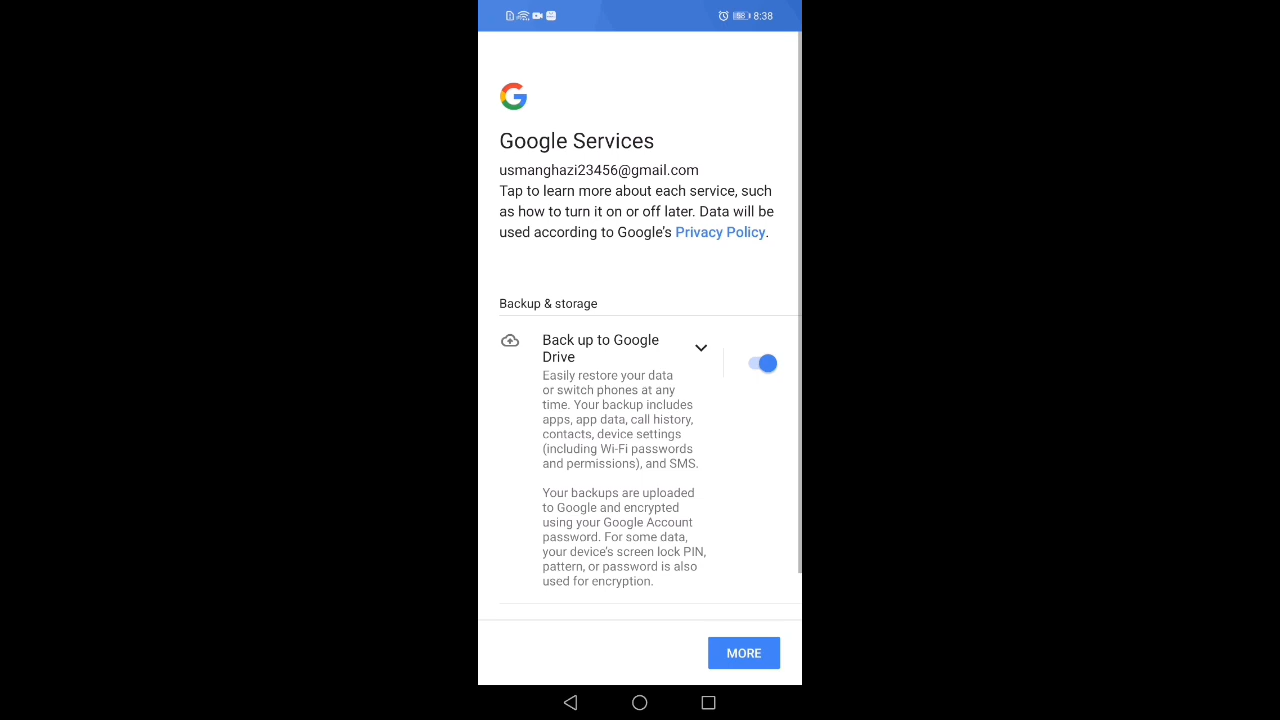 98 8:38
Google Services
usmanghazi23456@gmail.com
Tap to learn more about each service, such
as how to turn it on or off later. Data will be
used according to Google's Privacy Policy.
Backup & storage
Back up to Google
Drive
Easily restore your data
or switch phones at any
time. Your backup includes
apps, app data, call history,
contacts, device settings
(including Wi-Fi passwords
and permissions), and SMS.
Your backups are uploaded
to Google and encrypted
using your Google Account
password. For some data,
your device's screen lock PIN,
pattern, or password is also
used for encryption.
MORE